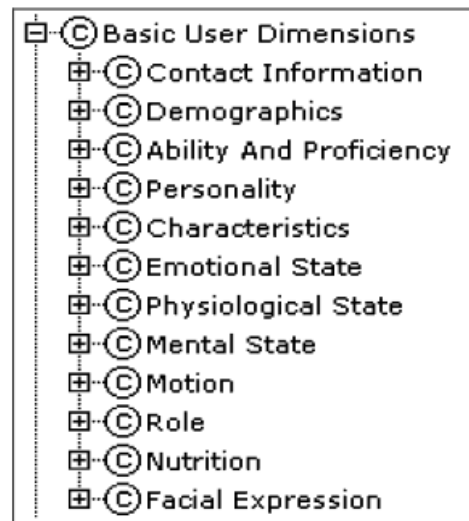 Ⓒ Basic User Dimensions
Ⓒ Contact Information
Ⓒ Demographics
Ⓒ Ability And Proficiency
Ⓒ Personality
Ⓒ Characteristics
Ⓒ Emotional State
Ⓒ Physiological State
Ⓒ Mental State
Ⓒ Motion
Ⓒ Role
Ⓒ Nutrition
Ⓒ Facial Expression